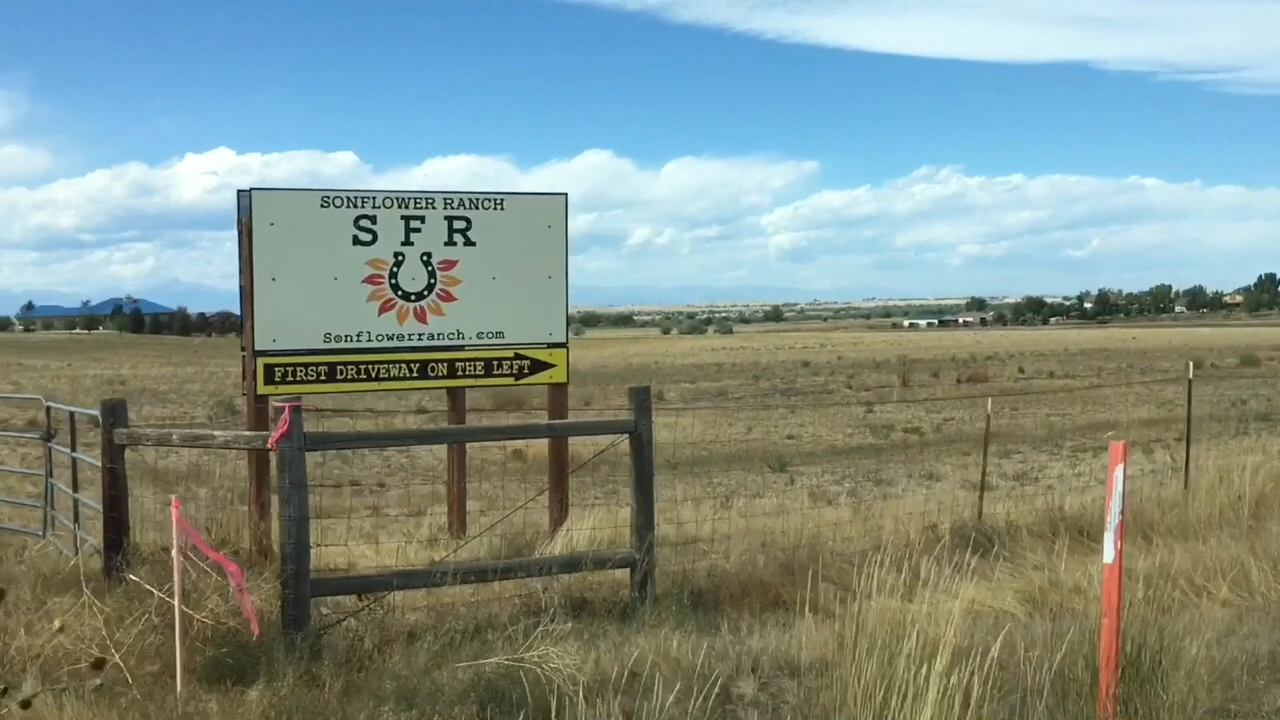 SONFLOWER RANCH
SFR
Sonflowerranch.com
FIRST DRIVEWAY ON THE LEFT